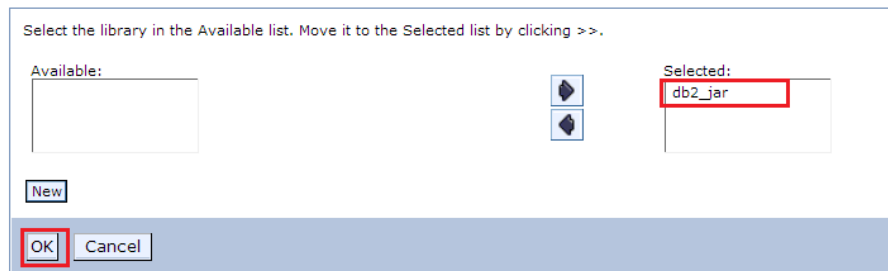 Select the library in the Available list. Move it to the Selected list by clicking >>.
Available:
Selected:
db2_jar
New
OK
Cancel